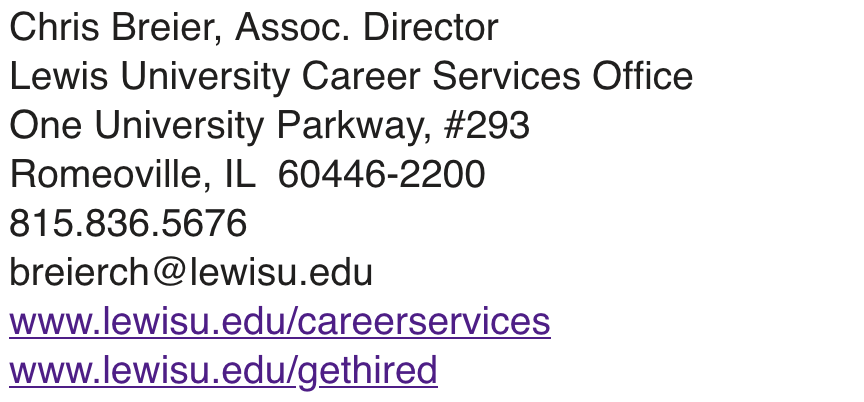 Chris Breier, Assoc. Director
Lewis University Career Services Office
One University Parkway, #293
Romeoville, IL  60446-2200
815.836.5676
breierch@lewisu.edu
www.lewisu.edu/careerservices
www.lewisu.edu/gethired